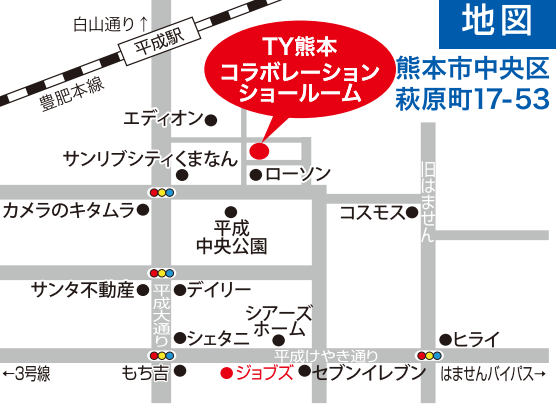 地図
白山通り↑
平成駅
豊肥本線
TY熊本
コラボレーション
ショールーム
熊本市中央区
萩原町17-53
エディオン
サンリブシティくまなん
ローソン
旧はません
カメラのキタムラ
平成
中央公園
コスモス
サンタ不動産
デイリー
平成大通り
シアーズ
ホーム
シェタニ
ヒライ
平成けやき通り
←3号線
もち吉
ジョブズ
セブンイレブン
はませんバイパス→